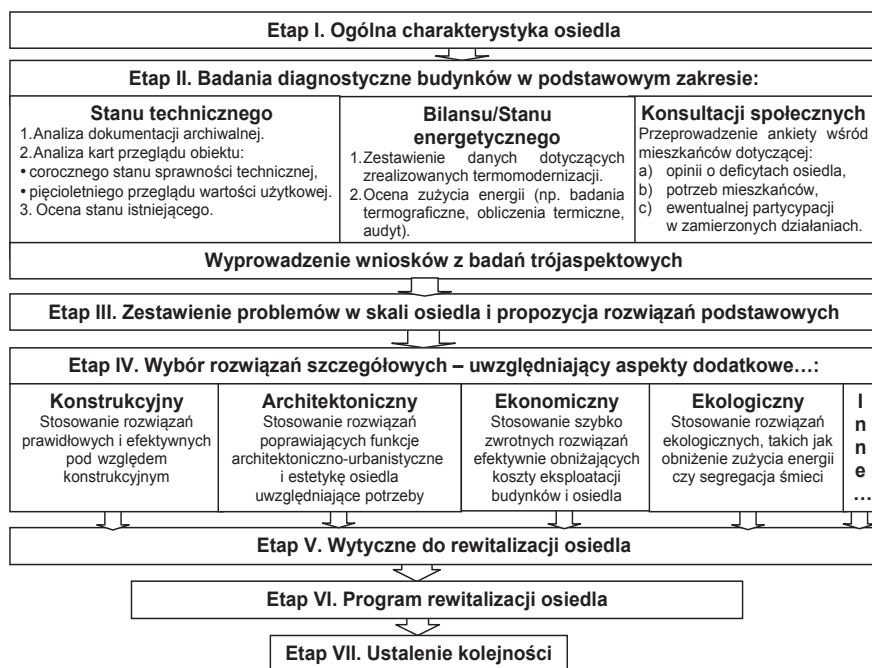 Etap I. Ogólna charakterystyka osiedla
Etap II. Badania diagnostyczne budynków w podstawowym zakresie:
Stanu technicznego
1.Analiza dokumentacji archiwalnej.
2.Analiza kart przeglądu obiektu:
• corocznego stanu sprawności technicznej,
• pięcioletniego przeglądu wartości użytkowej.
3. Ocena stanu istniejącego.
Bilansu/Stanu
energetycznego
1.Zestawienie danych dotyczących
zrealizowanych termomodernizacji.
2.Ocena zużycia energii (np. badania
termograficzne, obliczenia termiczne,
audyt).
Konsultacji społecznych
Przeprowadzenie ankiety wśród
mieszkańców dotyczącej:
a) opinii o deficytach osiedla,
b) potrzeb mieszkańców,
c) ewentualnej partycypacji
w zamierzonych działaniach.
Wyprowadzenie wniosków z badań trójaspektowych
Etap III. Zestawienie problemów w skali osiedla i propozycja rozwiązań podstawowych
Etap IV. Wybór rozwiązań szczegółowych – uwzględniający aspekty dodatkowe…:
Konstrukcyjny
Stosowanie rozwiązań
prawidłowych i efektywnych
pod względem
konstrukcyjnym
Architektoniczny
Stosowanie rozwiązań
poprawiających funkcje
architektoniczno-urbanistyczne
i estetykę osiedla
uwzględniające potrzeby
Ekonomiczny
Stosowanie szybko
zwrotnych rozwiązań
efektywnie obniżających
koszty eksploatacji
budynków i osiedla
Ekologiczny
Stosowanie rozwiązań
ekologicznych, takich jak
obniżenie zużycia energii
czy segregacja śmieci
I
n
n
e
…
Etap V. Wytyczne do rewitalizacji osiedla
Etap VI. Program rewitalizacji osiedla
Etap VII. Ustalenie kolejności